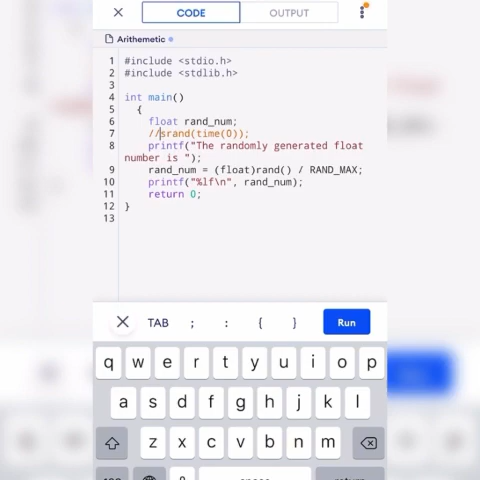 CODE OUTPUT
Arithemetic
1 #include <stdio.h>
2 #include <stdlib.h>
3
4 int main()
5 {
6 float rand_num;
7 //srand(time(0));
8 printf("The randomly generated float
number is ");
9 rand_num = (float)rand() / RAND_MAX;
10 printf("%lf\n", rand_num);
11 return 0;
12 }
13
TAB ; : { } Run
q w e r t y u i o p
a s d f g h j k l
z x c v b n m